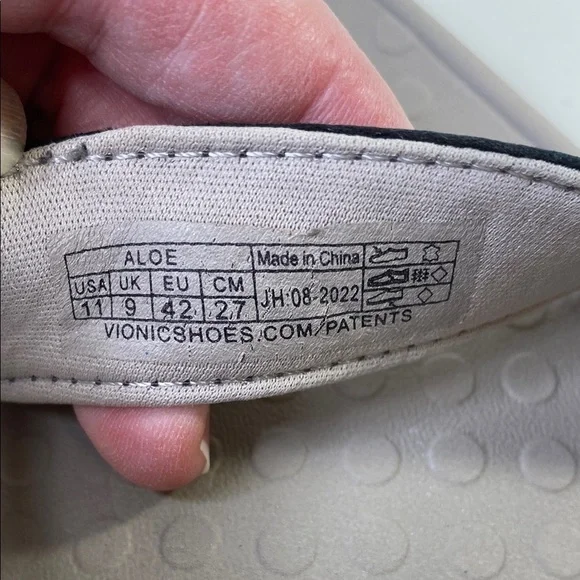 ALOE Made in China
USA UK EU CM
11 9 42 27 JH:08-2022
VIONICSHOES.COM/PATENTS